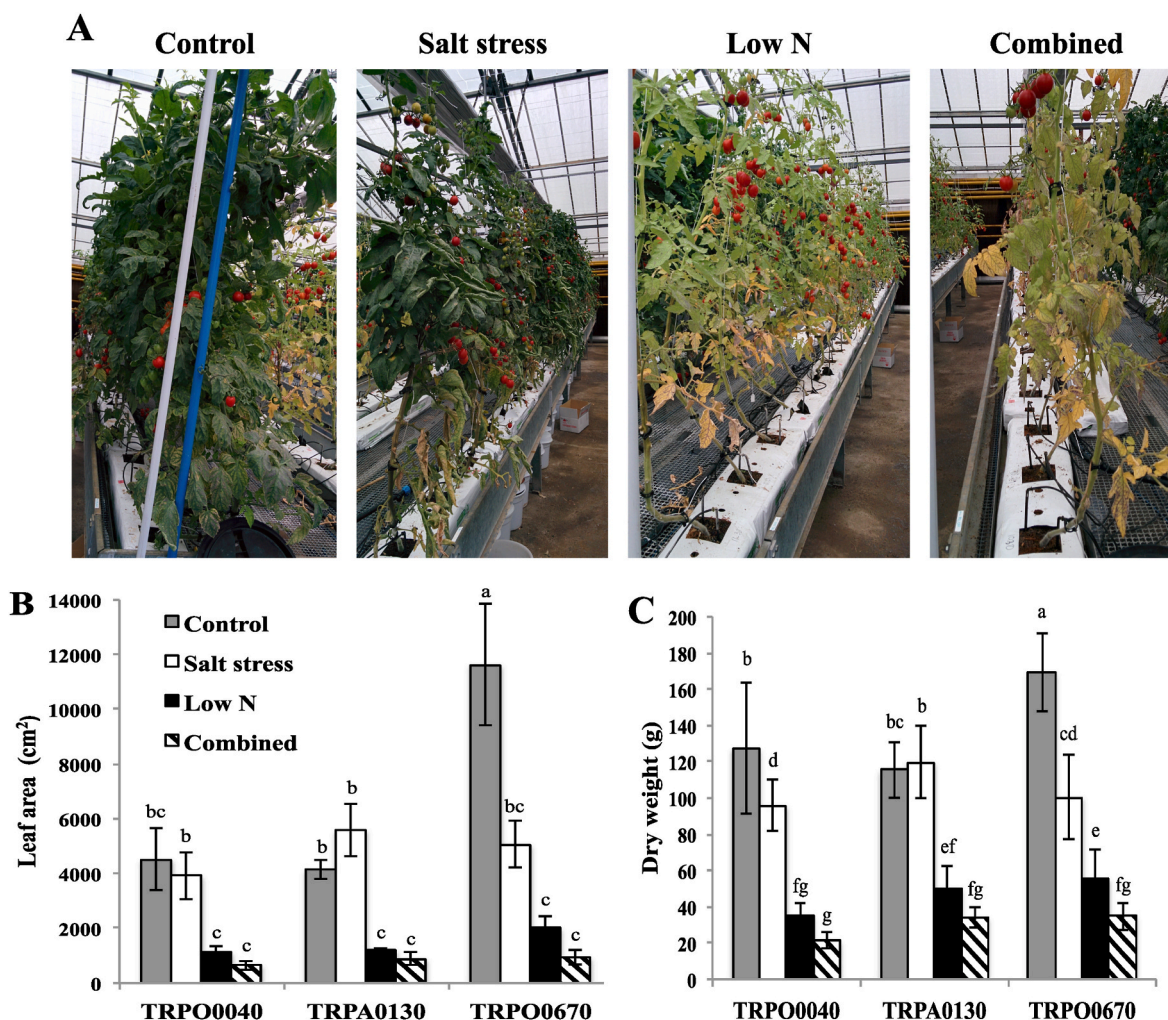 A
Control
Salt stress
Low N
Combined
B
14000
12000
10000
8000
6000
4000
2000
0
Leaf area (cm²)
Control
Salt stress
Low N
Combined
bc
b
c
c
b
b
c
c
a
bc
c
c
TRPO0040
TRPA0130
TRPO0670
C
200
180
160
140
120
100
80
60
40
20
0
Dry weight (g)
b
d
fg
g
bc
b
ef
fg
a
cd
e
fg
TRPO0040
TRPA0130
TRPO0670